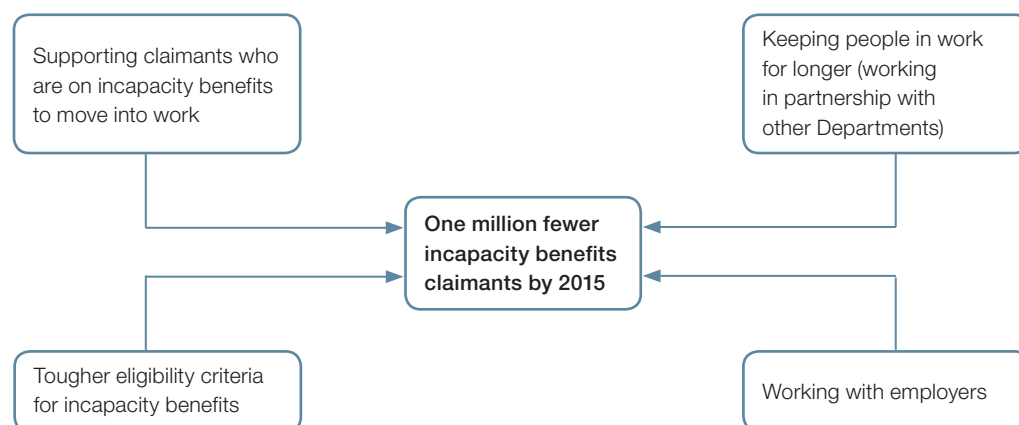 Supporting claimants who
are on incapacity benefits
to move into work
Keeping people in work
for longer (working
in partnership with
other Departments)
One million fewer
incapacity benefits
claimants by 2015
Tougher eligibility criteria
for incapacity benefits
Working with employers